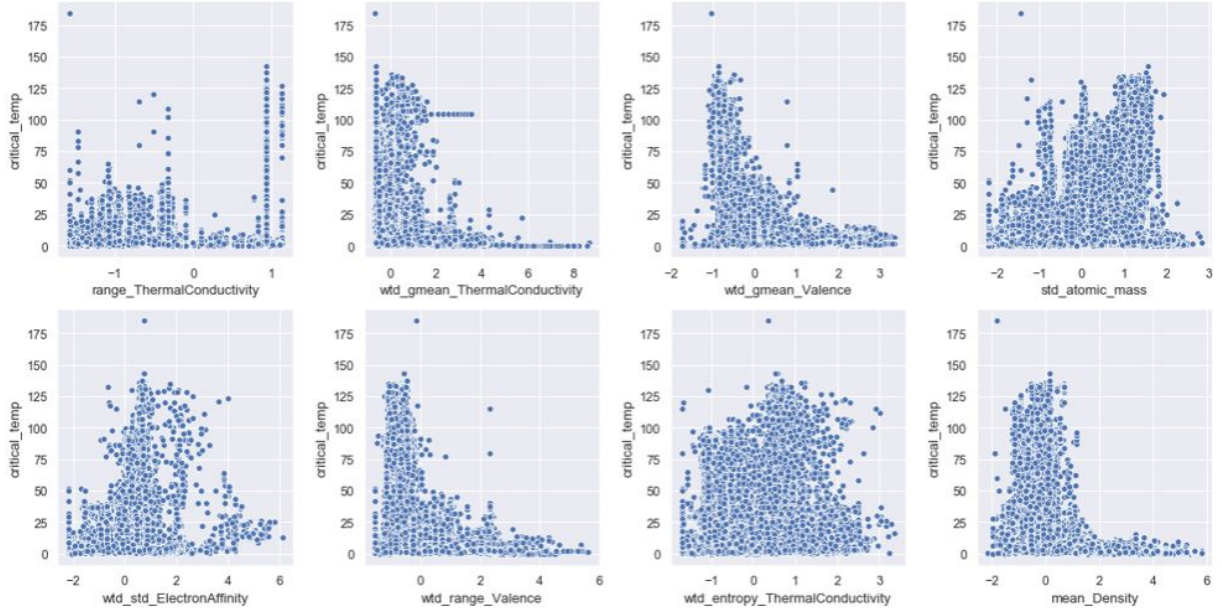 175
150
125
100
75
50
25
0
critical_temp
−1 0 1
range_ThermalConductivity
175
150
125
100
75
50
25
0
critical_temp
0 2 4 6 8
wtd_gmean_ThermalConductivity
175
150
125
100
75
50
25
0
critical_temp
−2 −1 0 1 2 3
wtd_gmean_Valence
175
150
125
100
75
50
25
0
critical_temp
−2 −1 0 1 2 3
std_atomic_mass
175
150
125
100
75
50
25
0
critical_temp
−2 0 2 4 6
wtd_std_ElectronAffinity
175
150
125
100
75
50
25
0
critical_temp
0 2 4 6
wtd_range_Valence
175
150
125
100
75
50
25
0
critical_temp
−1 0 1 2 3
wtd_entropy_ThermalConductivity
175
150
125
100
75
50
25
0
critical_temp
−2 0 2 4 6
mean_Density